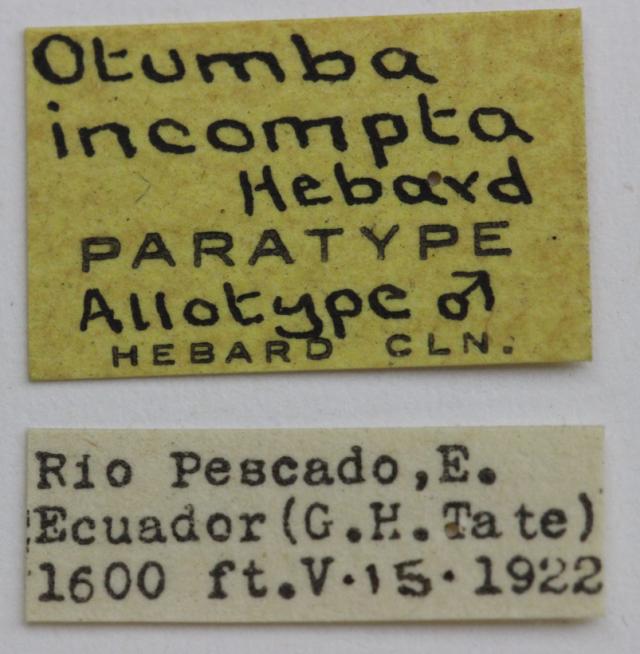 Otumba
incompta
Hebard
PARATYPE
Allotype ♂
HEBARD CLN.
Rio Pescado,E.
Ecuador(G.H.Tate)
1600 ft.V.15.1922